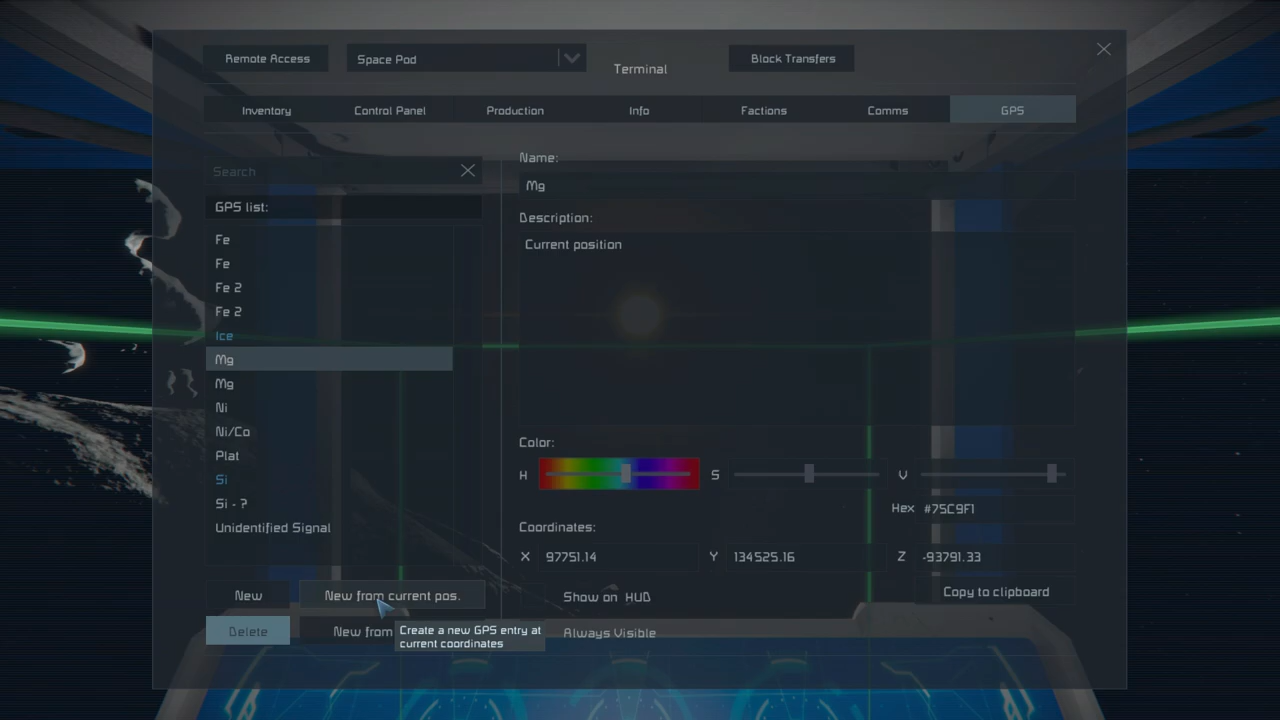 Remote Access
Space Pod
Terminal
Block Transfers
Inventory
Control Panel
Production
Info
Factions
Comms
GPS
Search
GPS list:
Fe
Fe
Fe 2
Fe 2
Ice
Mg
Mg
Ni
Ni/Co
Plat
Si
Si - ?
Unidentified Signal
New
New from current pos.
Delete
New from
Create a new GPS entry at
current coordinates
Name:
Mg
Description:
Current position
Color:
H
S
V
Hex #75C9F1
Coordinates:
X 97751.14
Y 134525.16
Z -93791.33
Show on HUD
Copy to clipboard
Always Visible